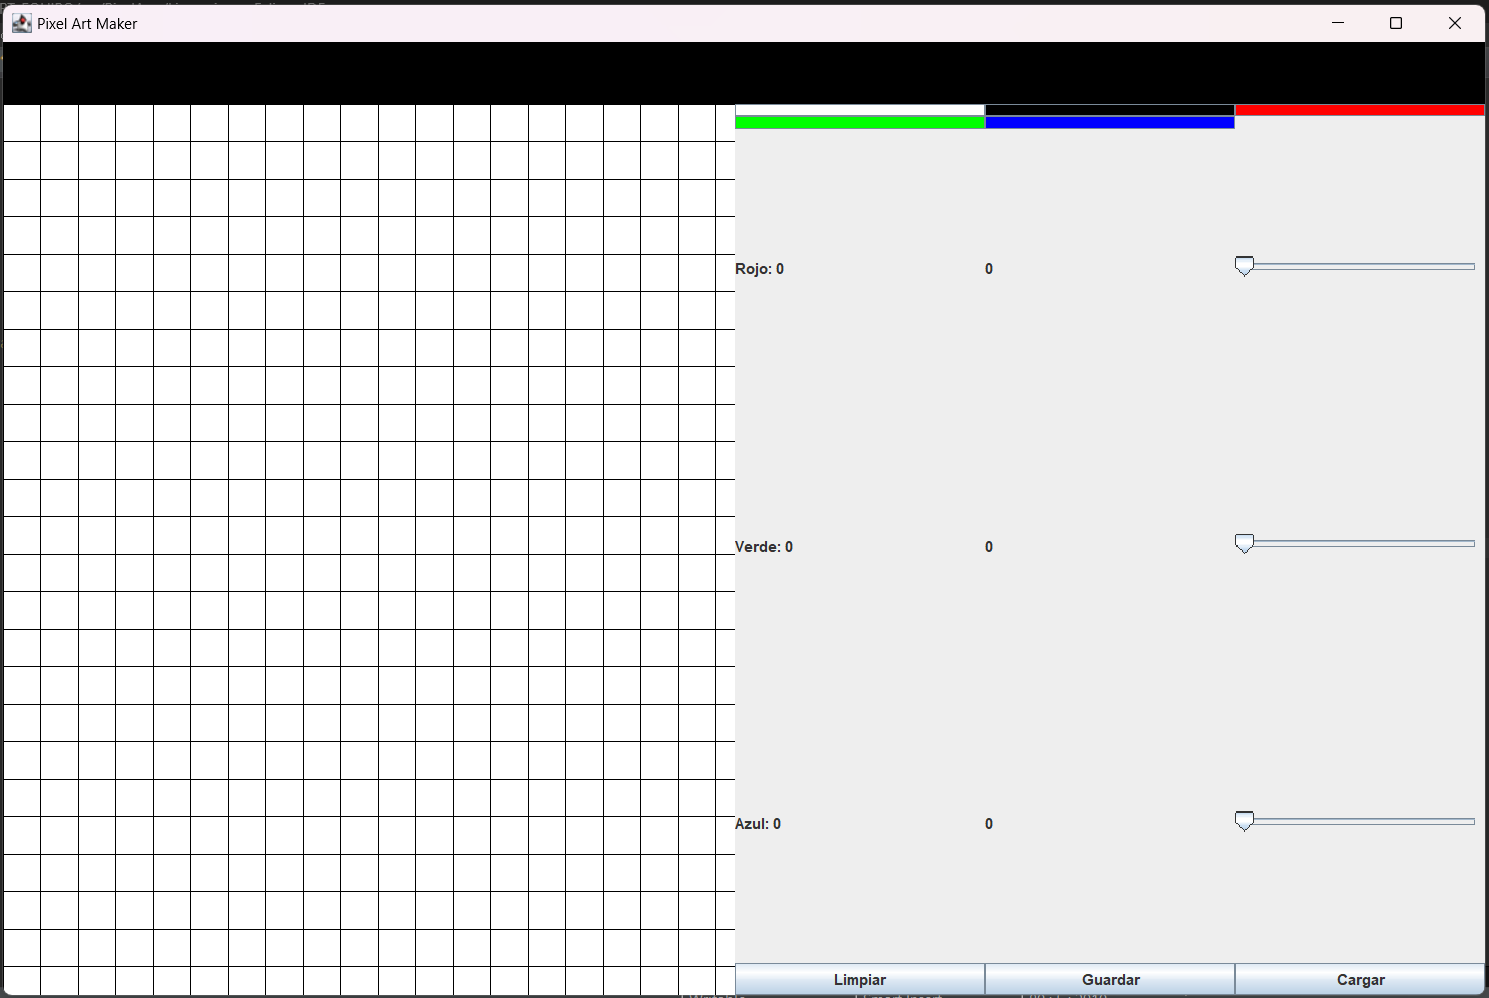 Pixel Art Maker
Rojo: 0 0
Verde: 0 0
Azul: 0 0
Limpiar Guardar Cargar